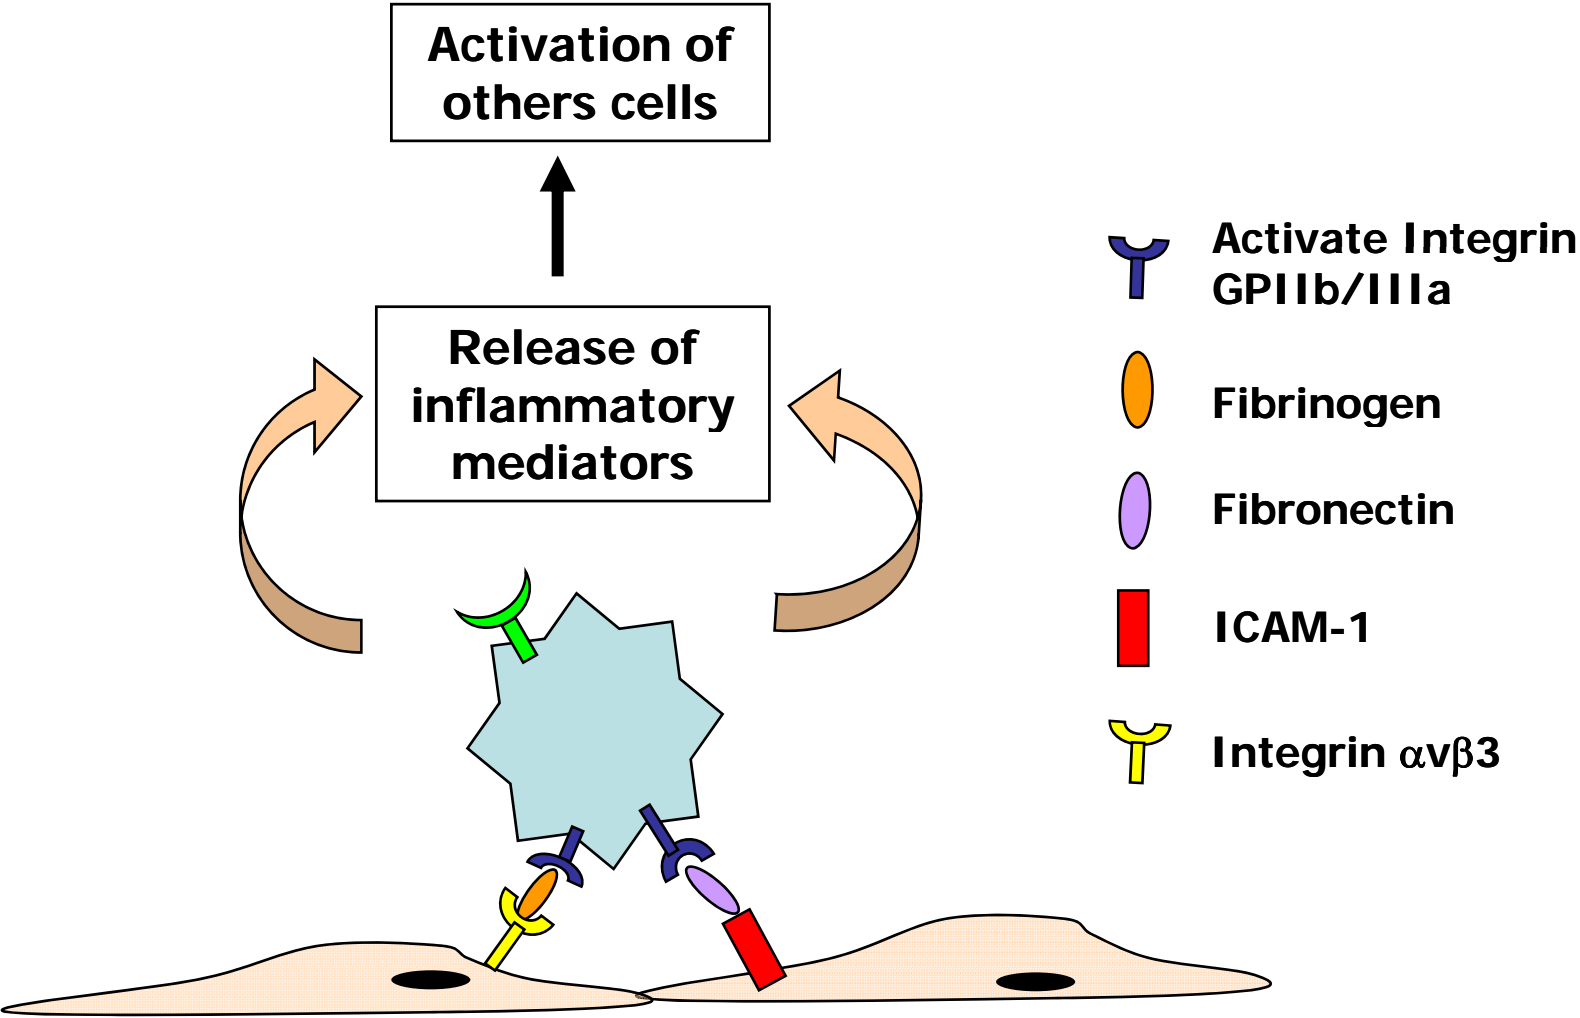 Activation of
others cells
Release of
inflammatory
mediators
Activate Integrin
GPIIb/IIIa
Fibrinogen
Fibronectin
ICAM-1
Integrin αvβ3